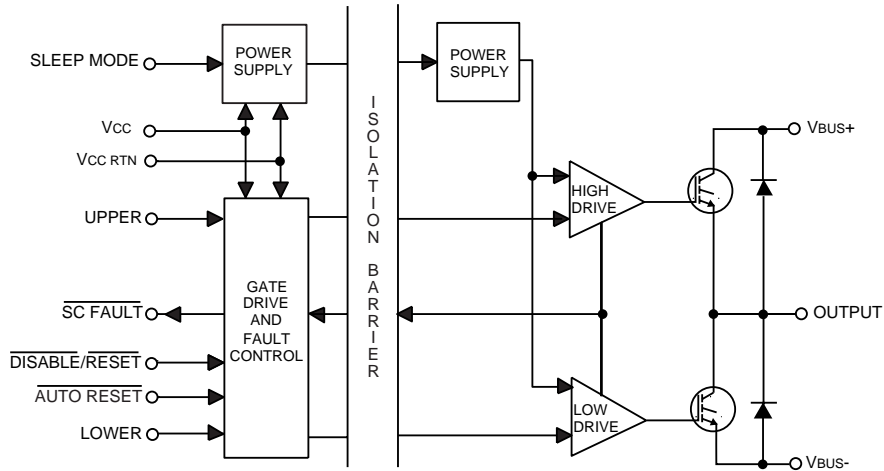 SLEEP MODE
POWER
SUPPLY
POWER
SUPPLY
VCC
VCC RTN
UPPER
SC FAULT
DISABLE/RESET
AUTO RESET
LOWER
GATE
DRIVE
AND
FAULT
CONTROL
ISOLATION BARRIER
HIGH
DRIVE
LOW
DRIVE
VBUS+
OUTPUT
VBUS-